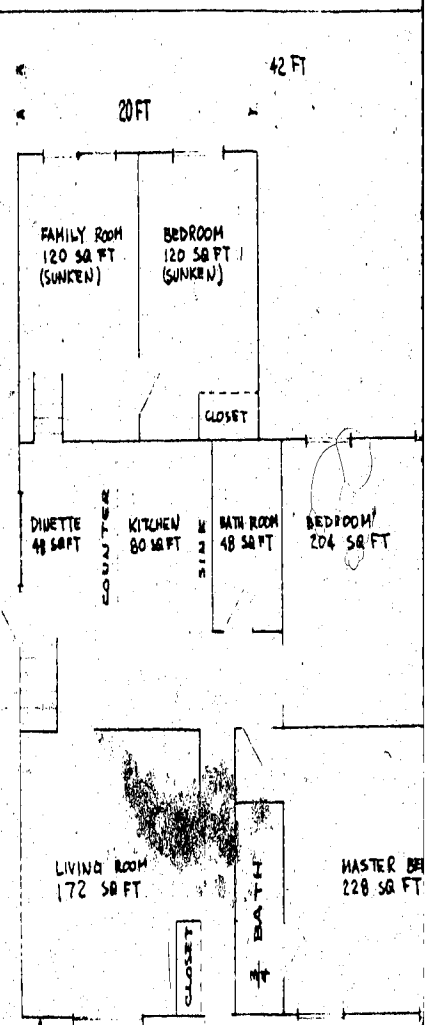 42 FT
20 FT
FAMILY ROOM
120 SQ FT
(SUNKEN)
BEDROOM
120 SQ FT
(SUNKEN)
CLOSET
DINETTE
48 SQ FT
COUNTER
KITCHEN
80 SQ FT
SINK
BATH ROOM
48 SQ FT
BEDROOM
204 SQ FT
LIVING ROOM
172 SQ FT
CLOSET
BATH
MASTER BE
228 SQ FT